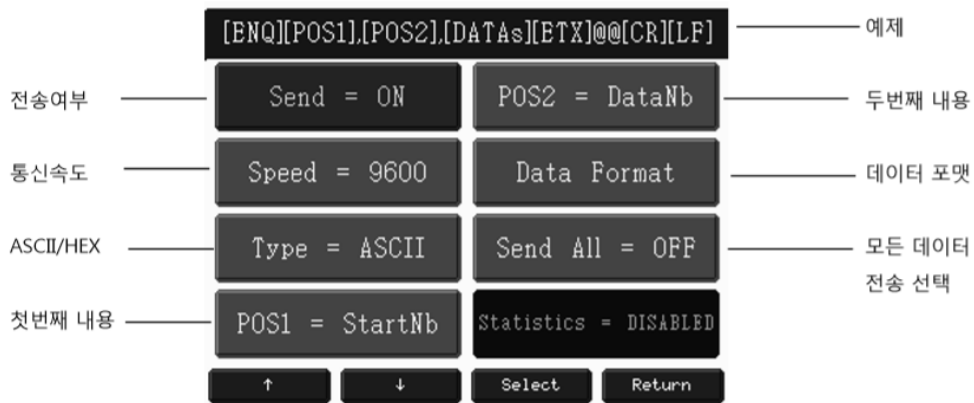 [ENQ][POS1],[POS2],[DATAs][ETX]@@[CR][LF]
예제
전송여부
Send = ON
POS2 = DataNb
두번째 내용
통신속도
Speed = 9600
Data Format
데이터 포맷
ASCII/HEX
Type = ASCII
Send All = OFF
모든 데이터
전송 선택
첫번째 내용
POS1 = StartNb
Statistics = DISABLED
↑
↓
Select
Return